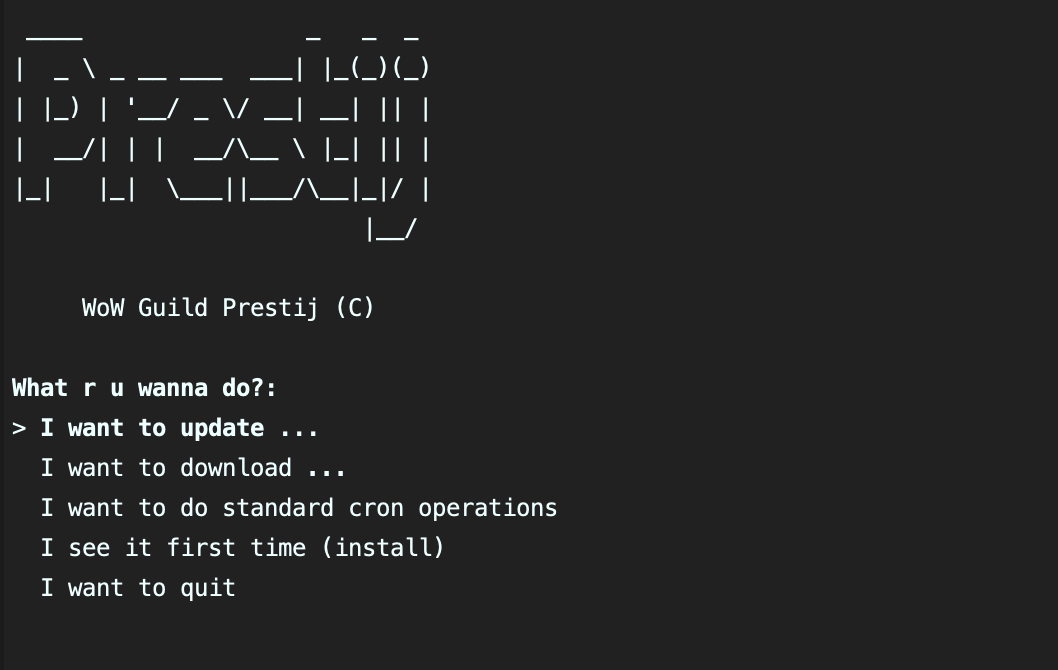 ____                _   _  _
|  _ \ _ __ ___  ___| |_(_)(_)
| |_) | '__/ _ \/ __| __| || |
|  __/| | |  __/\__ \ |_| || |
|_|   |_|  \___||___/\__|_|/ |
                         |__/
WoW Guild Prestij (C)
What r u wanna do?:
> I want to update ...
I want to download ...
I want to do standard cron operations
I see it first time (install)
I want to quit